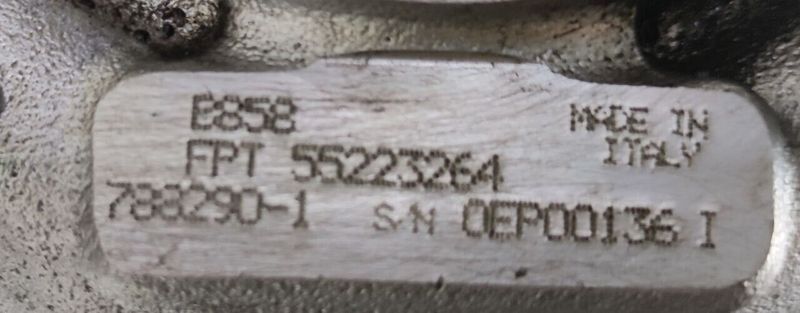 E858
FPT 55223264
MADE IN
ITALY
788290-1 S/N 0EP00136 I